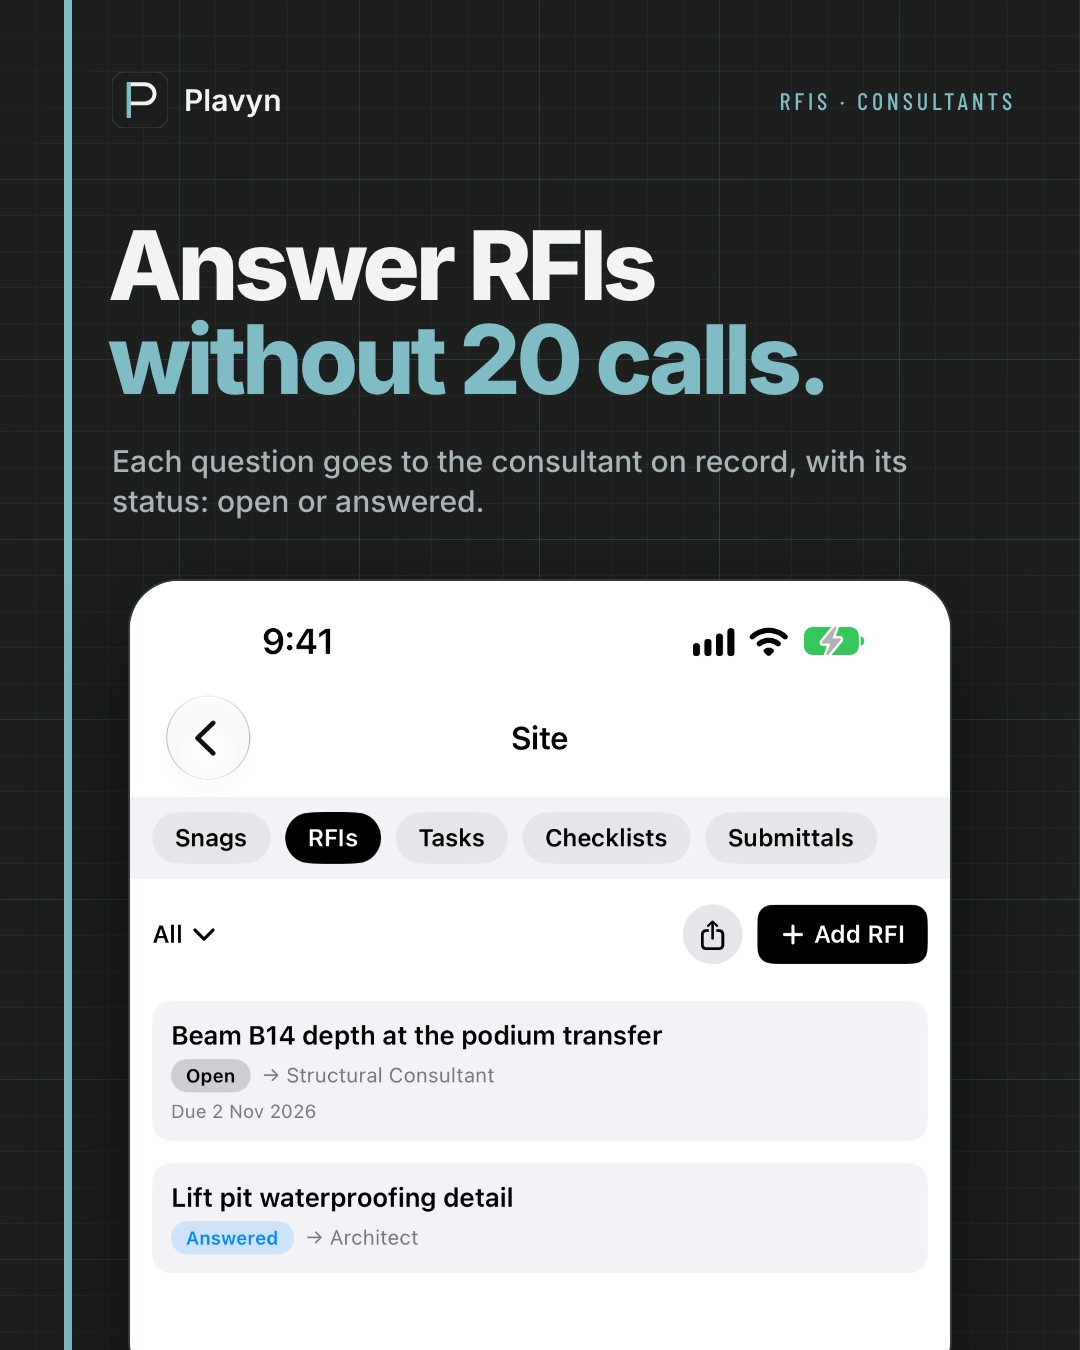 Plavyn
RFIS · CONSULTANTS
Answer RFIs
without 20 calls.
Each question goes to the consultant on record, with its
status: open or answered.
9:41
Site
Snags RFIs Tasks Checklists Submittals
All + Add RFI
Beam B14 depth at the podium transfer
Open → Structural Consultant
Due 2 Nov 2026
Lift pit waterproofing detail
Answered → Architect